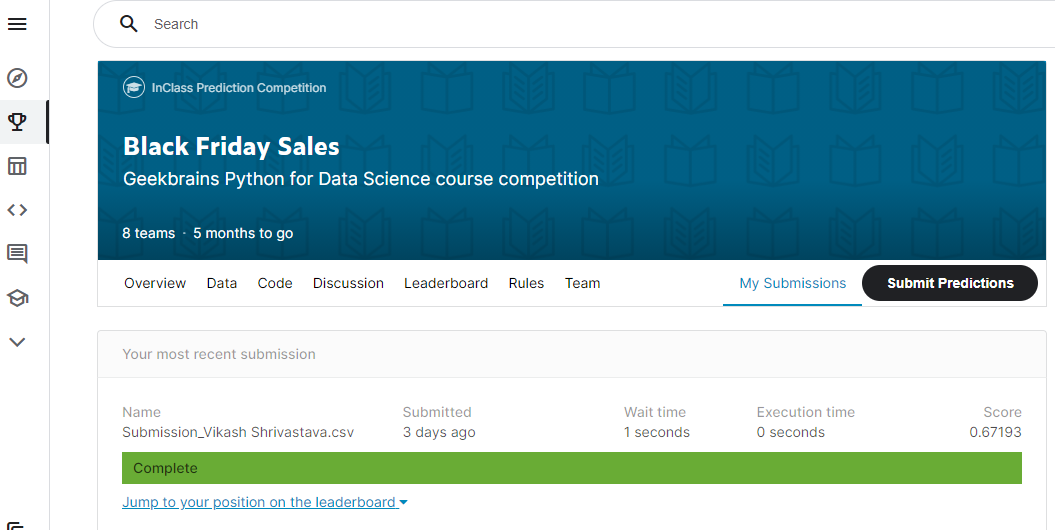 Search
InClass Prediction Competition
Black Friday Sales
Geekbrains Python for Data Science course competition
8 teams · 5 months to go
Overview Data Code Discussion Leaderboard Rules Team My Submissions Submit Predictions
Your most recent submission
Name Submitted Wait time Execution time Score
Submission_Vikash Shrivastava.csv 3 days ago 1 seconds 0 seconds 0.67193
Complete
Jump to your position on the leaderboard